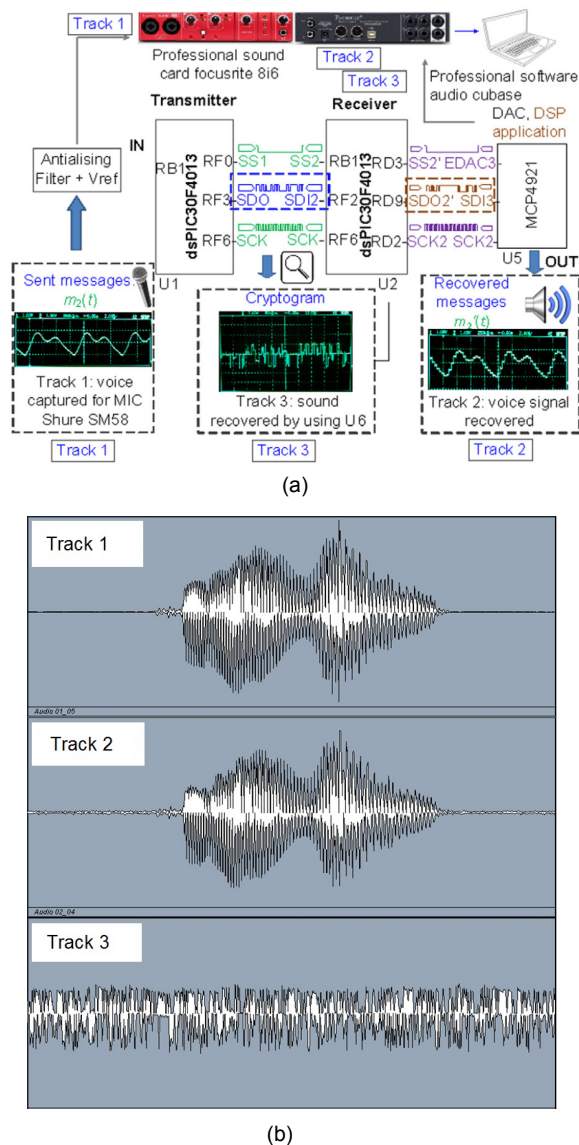 Track 1
Professional sound
card focusrite 8i6
Track 2
Track 3
Professional software
audio cubase
Transmitter
Receiver
DAC, DSP
application
IN
Antialising
Filter + Vref
RB1
dsPIC30F4013
RF0
RF3
RF6
SS1 SS2
SDO SDI2
SCK SCK
RB1
RF2
RF6
dsPIC30F4013
RD3
RD9
RD2
SS2' EDAC3
SDO2' SDI3
SCK2 SCK2
MCP4921
U1
U2
U5
OUT
Sent messages
m2(t)
Track 1: voice
captured for MIC
Shure SM58
Track 1
Cryptogram
Track 3: sound
recovered by using U6
Track 3
Recovered
messages
m2'(t)
Track 2: voice signal
recovered
Track 2
(a)
Track 1
Audio 01_05
Track 2
Audio 02_04
Track 3
(b)